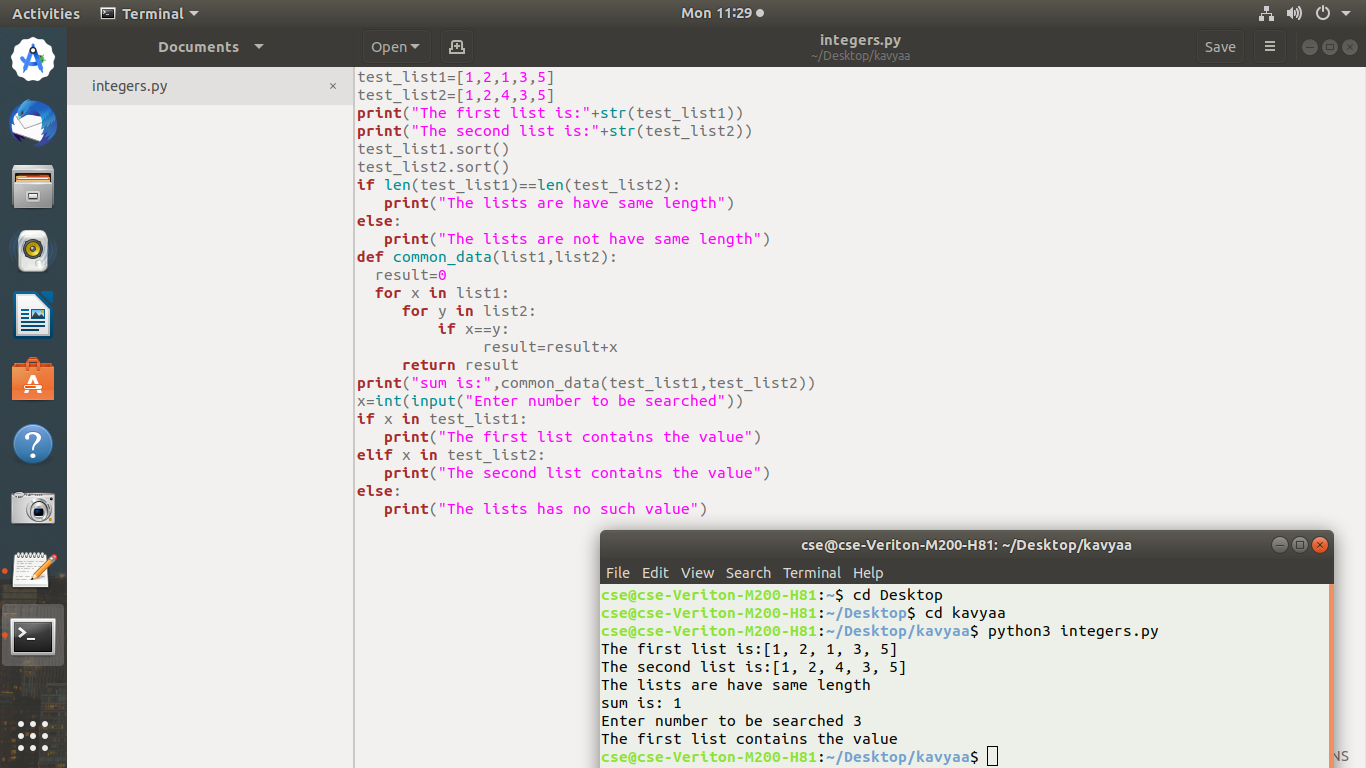 Activities Terminal Mon 11:29
Documents Open integers.py Save
~/Desktop/kavyaa
integers.py ×
test_list1=[1,2,1,3,5]
test_list2=[1,2,4,3,5]
print("The first list is:"+str(test_list1))
print("The second list is:"+str(test_list2))
test_list1.sort()
test_list2.sort()
if len(test_list1)==len(test_list2):
   print("The lists are have same length")
else:
   print("The lists are not have same length")
def common_data(list1,list2):
  result=0
  for x in list1:
     for y in list2:
         if x==y:
              result=result+x
     return result
print("sum is:",common_data(test_list1,test_list2))
x=int(input("Enter number to be searched"))
if x in test_list1:
   print("The first list contains the value")
elif x in test_list2:
   print("The second list contains the value")
else:
   print("The lists has no such value")
cse@cse-Veriton-M200-H81: ~/Desktop/kavyaa
File Edit View Search Terminal Help
cse@cse-Veriton-M200-H81:~$ cd Desktop
cse@cse-Veriton-M200-H81:~/Desktop$ cd kavyaa
cse@cse-Veriton-M200-H81:~/Desktop/kavyaa$ python3 integers.py
The first list is:[1, 2, 1, 3, 5]
The second list is:[1, 2, 4, 3, 5]
The lists are have same length
sum is: 1
Enter number to be searched 3
The first list contains the value
cse@cse-Veriton-M200-H81:~/Desktop/kavyaa$